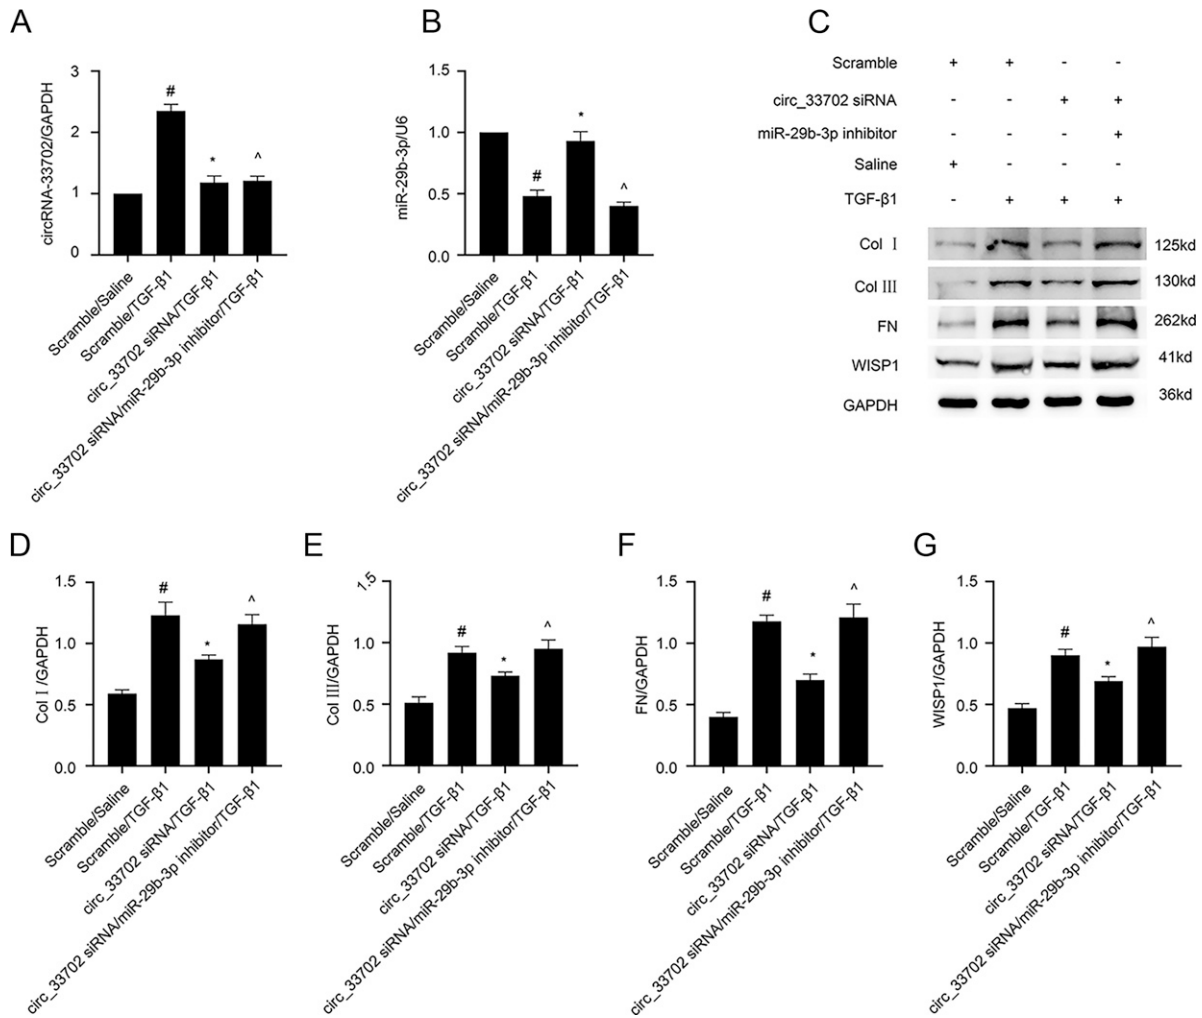 A
circRNA-33702/GAPDH
3
2
1
0
#
*
^
Scramble/Saline
Scramble/TGF-β1
circ_33702 siRNA/TGF-β1
circ_33702 siRNA/miR-29b-3p inhibitor/TGF-β1
B
miR-29b-3p/U6
1.5
1.0
0.5
0.0
#
*
^
Scramble/Saline
Scramble/TGF-β1
circ_33702 siRNA/TGF-β1
circ_33702 siRNA/miR-29b-3p inhibitor/TGF-β1
C
Scramble + + - -
circ_33702 siRNA - - + +
miR-29b-3p inhibitor - - - +
Saline + - - -
TGF-β1 - + + +
Col Ⅰ 125kd
Col Ⅲ 130kd
FN 262kd
WISP1 41kd
GAPDH 36kd
D
Col Ⅰ/GAPDH
1.5
1.0
0.5
0.0
#
*
^
Scramble/Saline
Scramble/TGF-β1
circ_33702 siRNA/TGF-β1
circ_33702 siRNA/miR-29b-3p inhibitor/TGF-β1
E
Col Ⅲ/GAPDH
1.5
1.0
0.5
0.0
#
*
^
Scramble/Saline
Scramble/TGF-β1
circ_33702 siRNA/TGF-β1
circ_33702 siRNA/miR-29b-3p inhibitor/TGF-β1
F
FN/GAPDH
1.5
1.0
0.5
0.0
#
*
^
Scramble/Saline
Scramble/TGF-β1
circ_33702 siRNA/TGF-β1
circ_33702 siRNA/miR-29b-3p inhibitor/TGF-β1
G
WISP1/GAPDH
1.5
1.0
0.5
0.0
#
*
^
Scramble/Saline
Scramble/TGF-β1
circ_33702 siRNA/TGF-β1
circ_33702 siRNA/miR-29b-3p inhibitor/TGF-β1